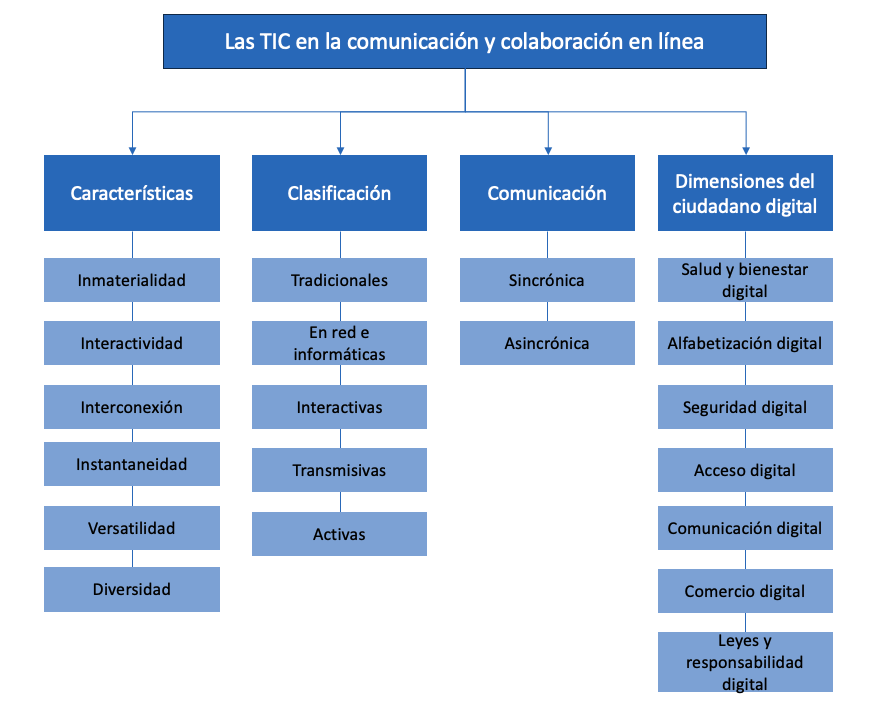 Las TIC en la comunicación y colaboración en línea
Características
Inmaterialidad
Interactividad
Interconexión
Instantaneidad
Versatilidad
Diversidad
Clasificación
Tradicionales
En red e
informáticas
Interactivas
Transmisivas
Activas
Comunicación
Sincrónica
Asincrónica
Dimensiones del
ciudadano digital
Salud y bienestar
digital
Alfabetización digital
Seguridad digital
Acceso digital
Comunicación digital
Comercio digital
Leyes y
responsabilidad
digital